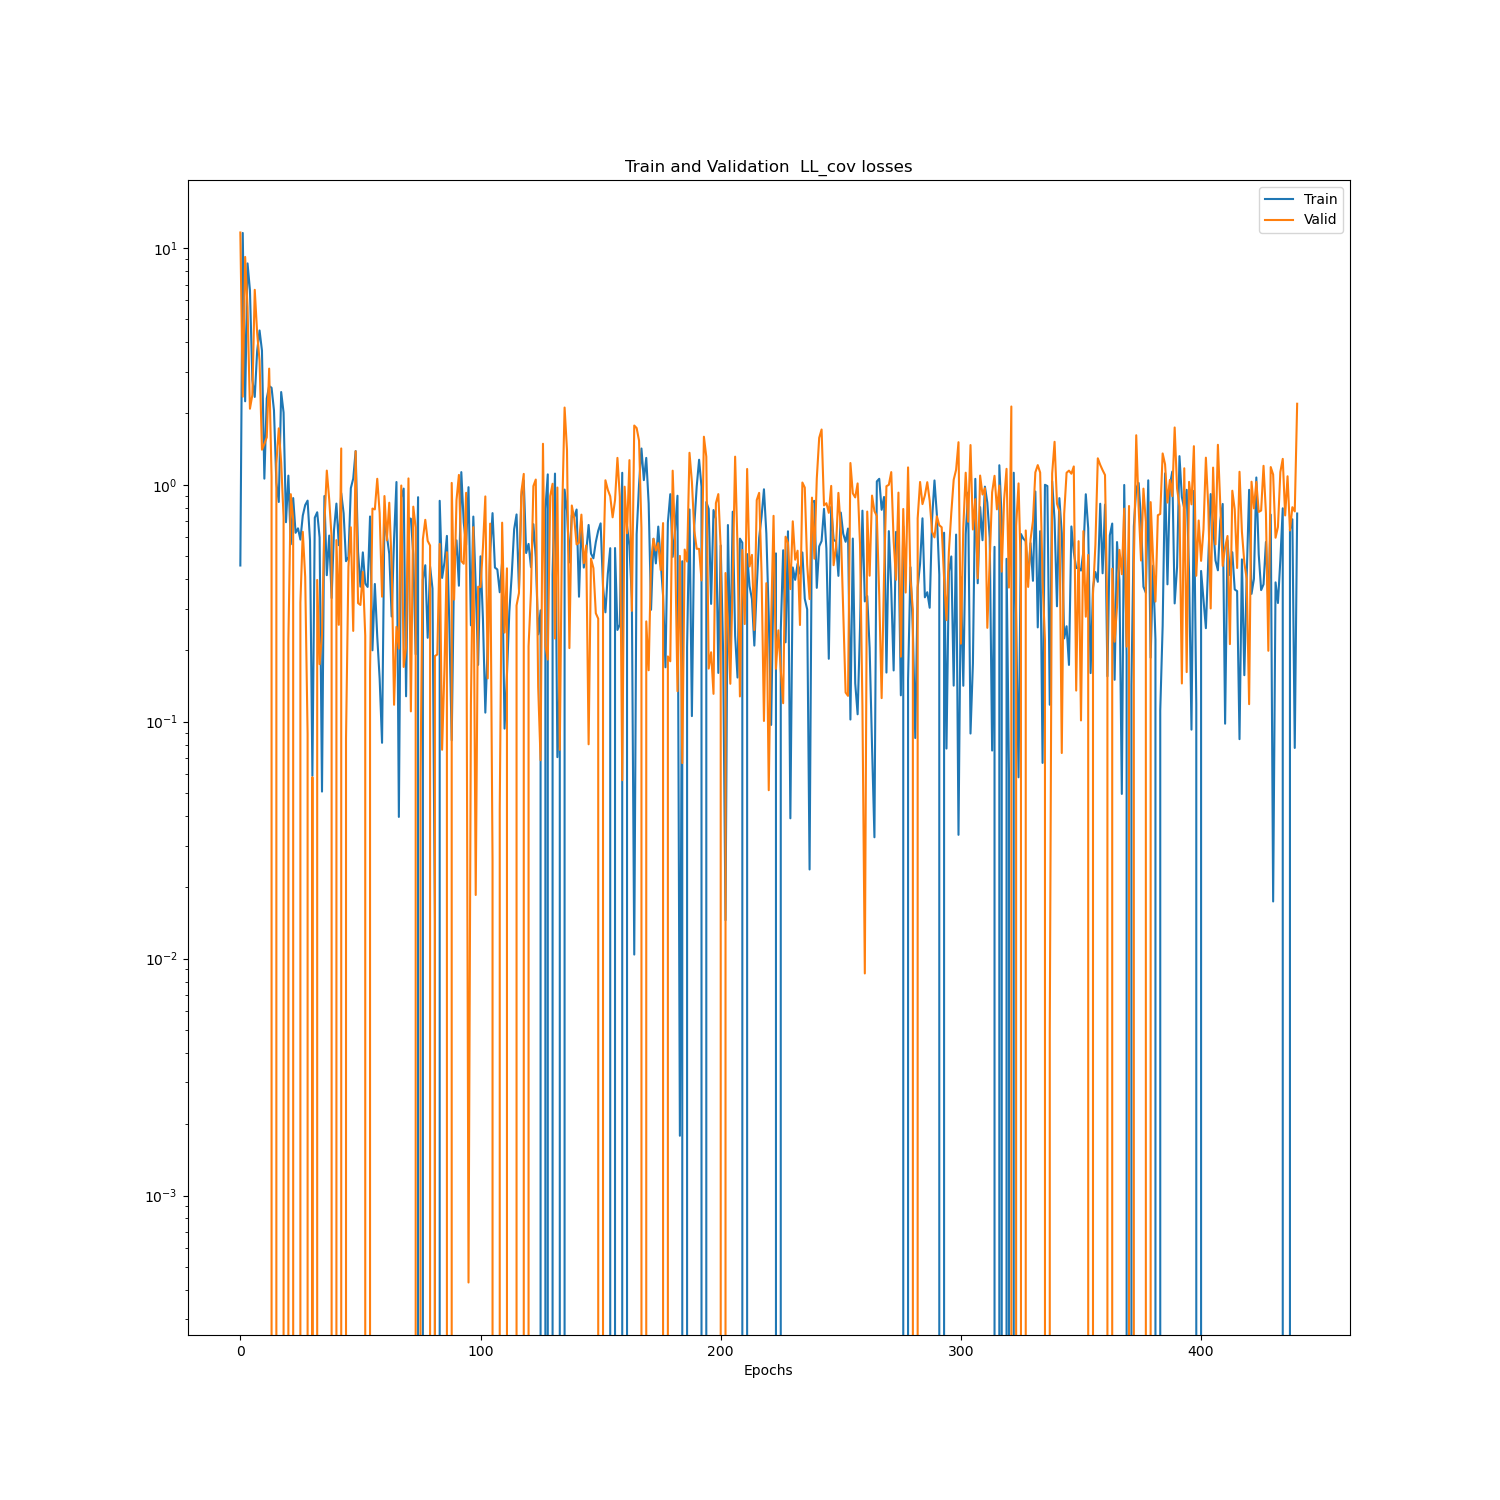 Train and Validation  LL_cov losses
Train
Valid
10¹
10⁰
10⁻¹
10⁻²
10⁻³
0 100 200 300 400
Epochs